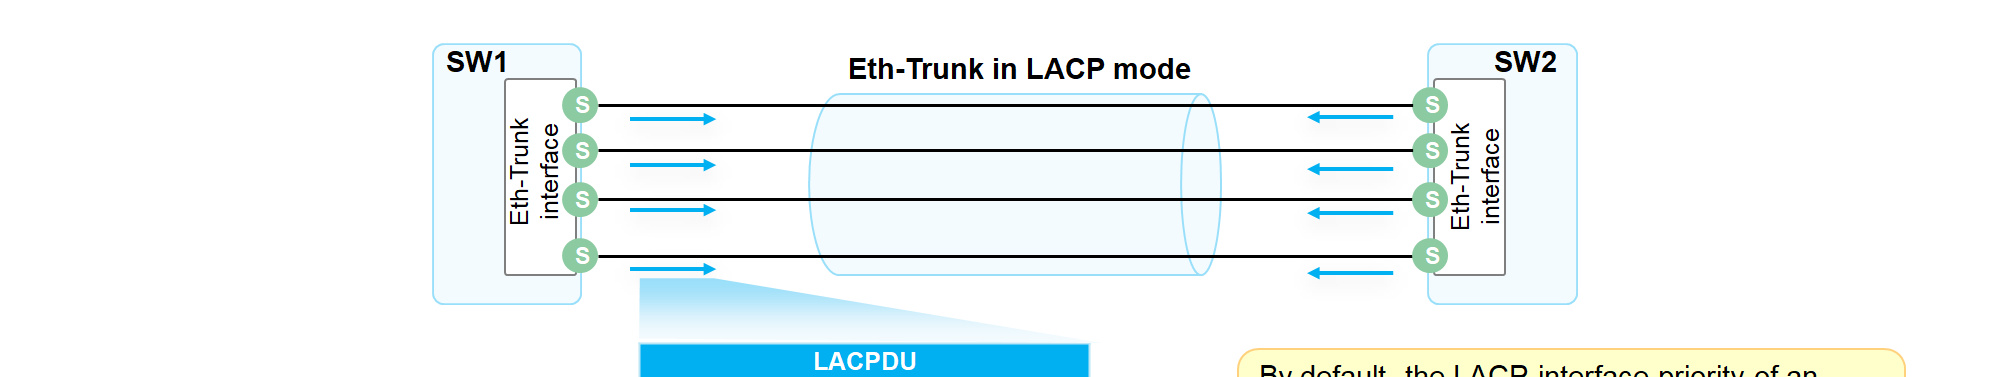 SW1
SW2
Eth-Trunk in LACP mode
S
S
S
S
Eth-Trunk
interface
S
S
S
S
Eth-Trunk
interface
LACPDU
By default, the LACP interface priority of an